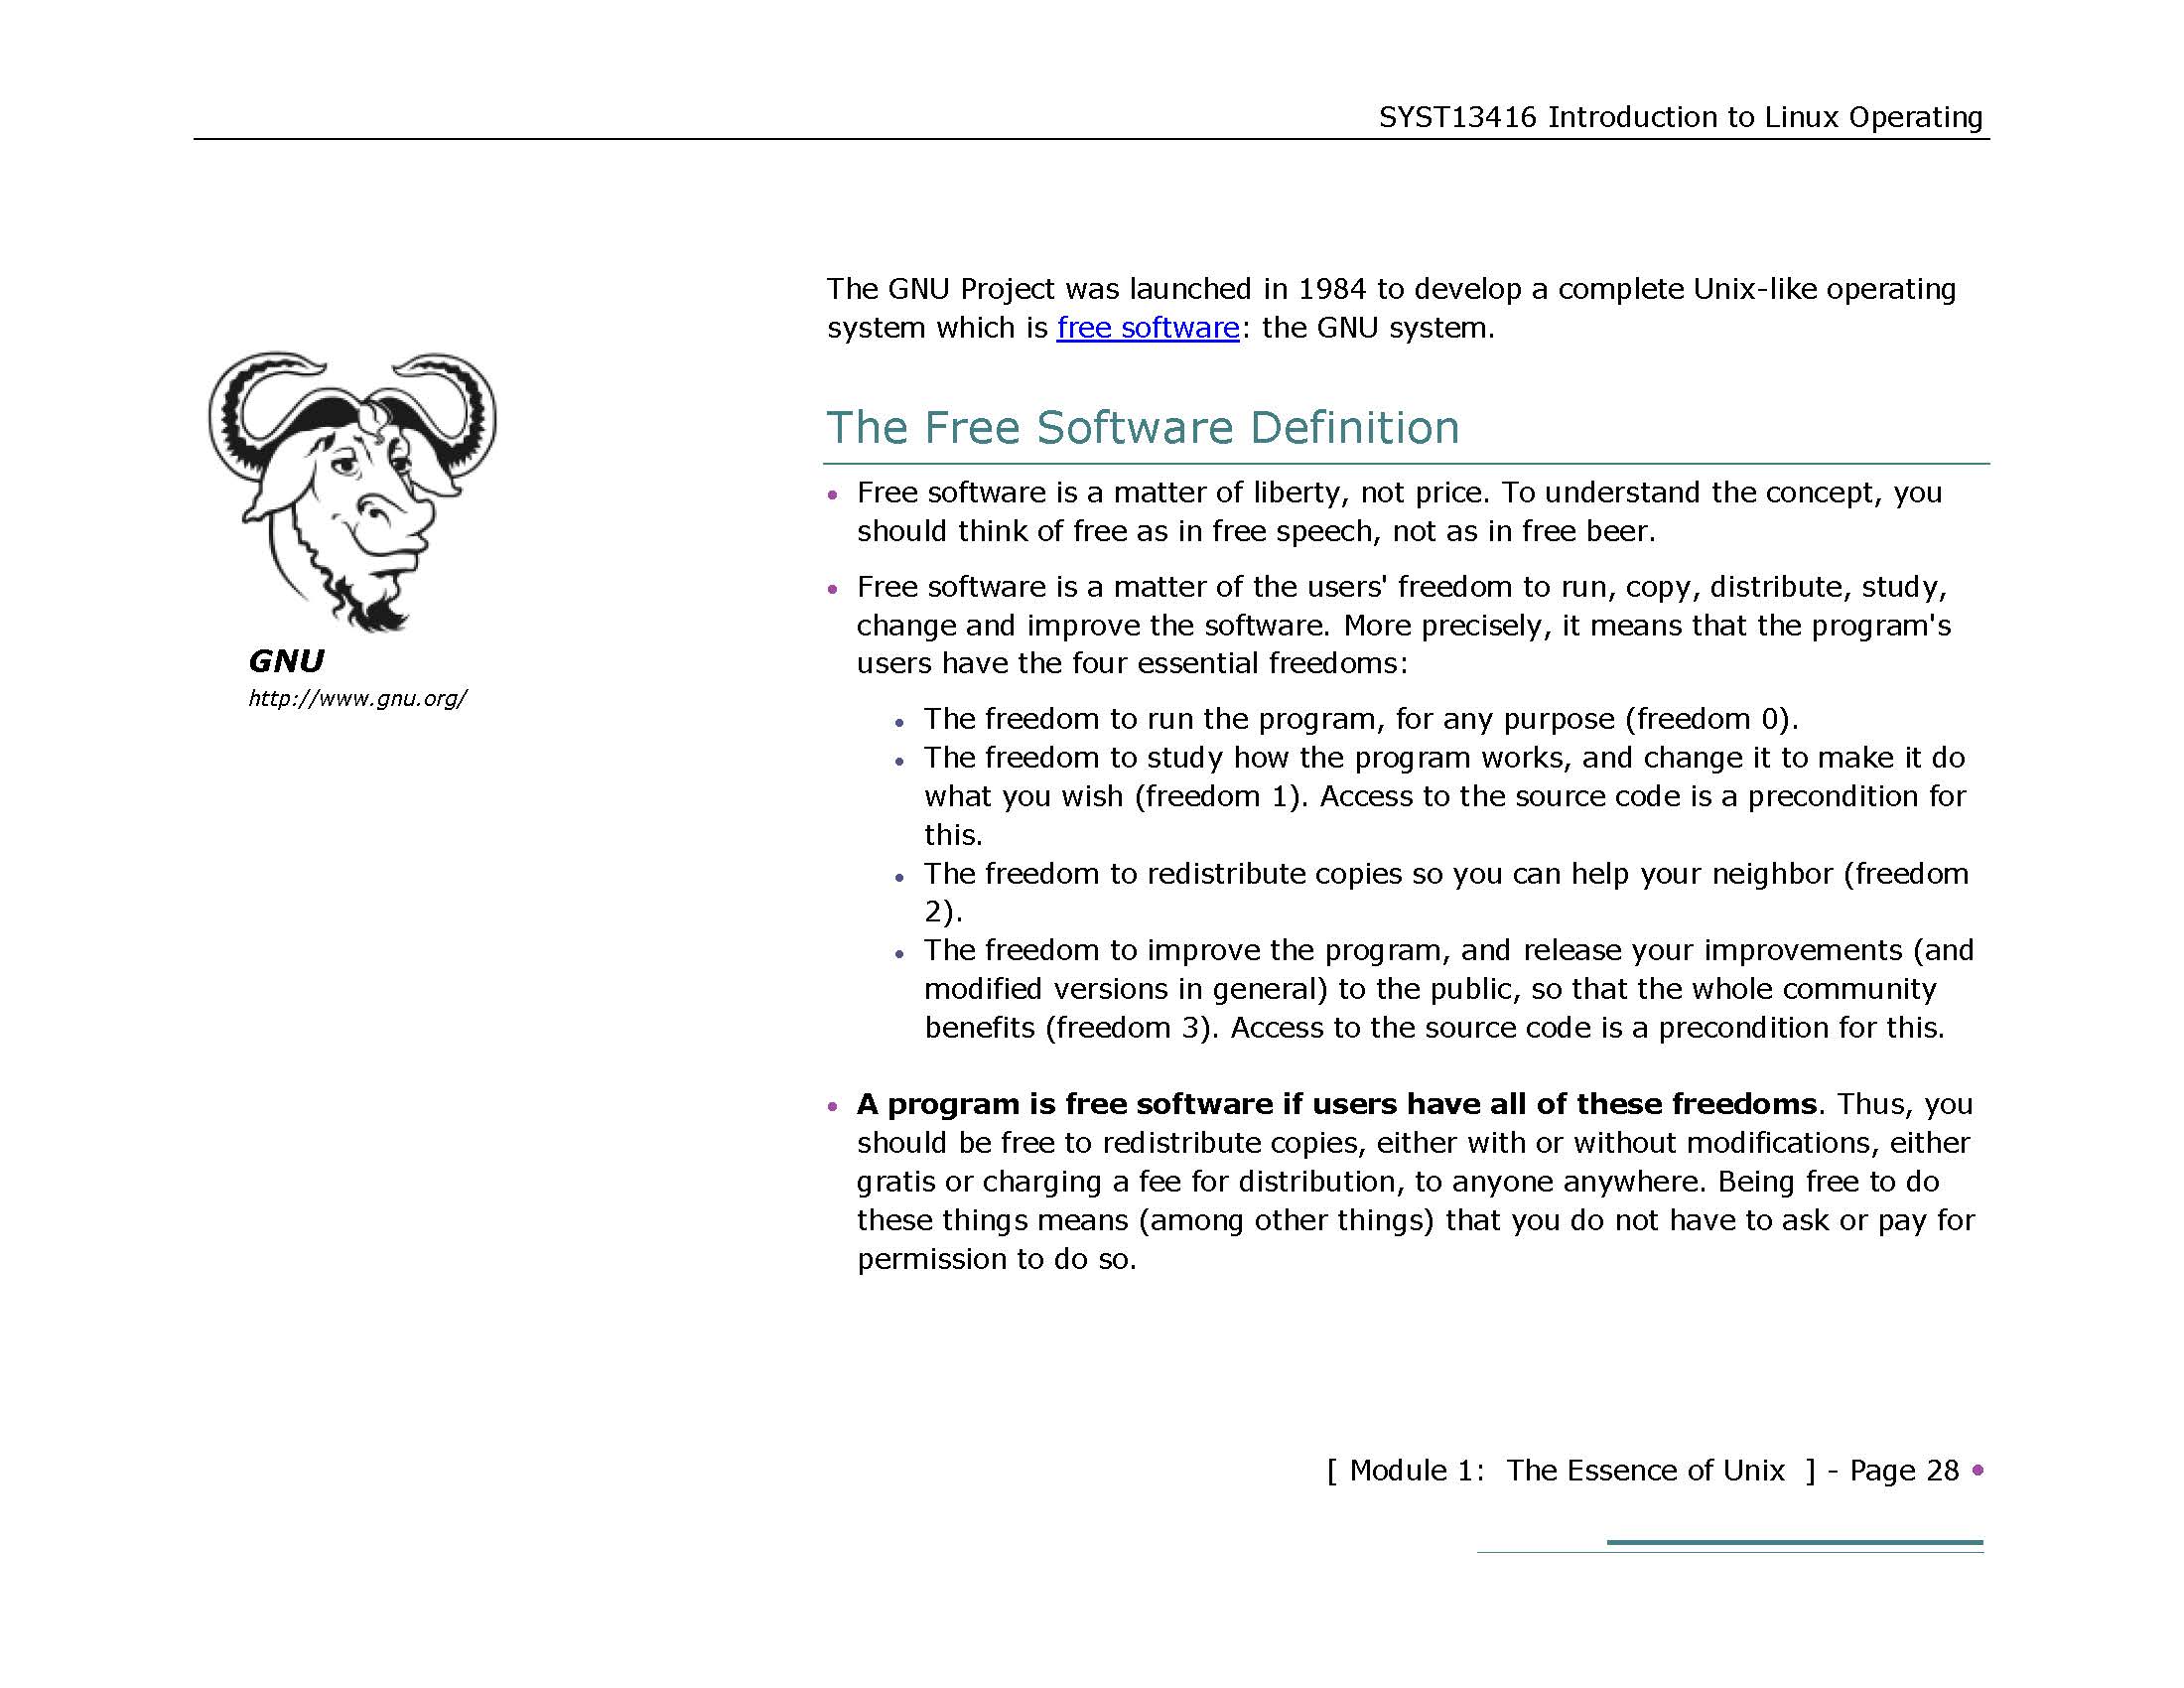 SYST13416 Introduction to Linux Operating
The GNU Project was launched in 1984 to develop a complete Unix-like operating
system which is free software: the GNU system.
GNU
http://www.gnu.org/
The Free Software Definition
• Free software is a matter of liberty, not price. To understand the concept, you
should think of free as in free speech, not as in free beer.
• Free software is a matter of the users' freedom to run, copy, distribute, study,
change and improve the software. More precisely, it means that the program's
users have the four essential freedoms:
• The freedom to run the program, for any purpose (freedom 0).
• The freedom to study how the program works, and change it to make it do
what you wish (freedom 1). Access to the source code is a precondition for
this.
• The freedom to redistribute copies so you can help your neighbor (freedom
2).
• The freedom to improve the program, and release your improvements (and
modified versions in general) to the public, so that the whole community
benefits (freedom 3). Access to the source code is a precondition for this.
• A program is free software if users have all of these freedoms. Thus, you
should be free to redistribute copies, either with or without modifications, either
gratis or charging a fee for distribution, to anyone anywhere. Being free to do
these things means (among other things) that you do not have to ask or pay for
permission to do so.
[ Module 1: The Essence of Unix ] - Page 28 •